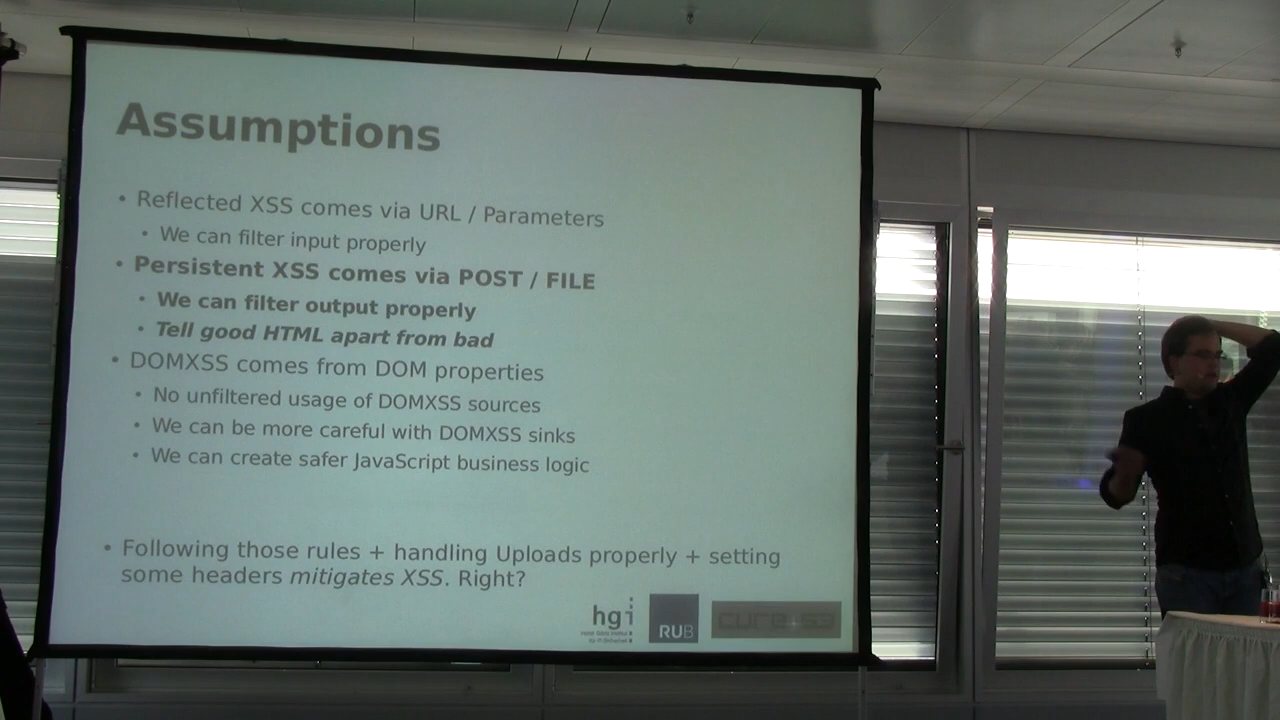 Assumptions
• Reflected XSS comes via URL / Parameters
• We can filter input properly
• Persistent XSS comes via POST / FILE
• We can filter output properly
• Tell good HTML apart from bad
• DOMXSS comes from DOM properties
• No unfiltered usage of DOMXSS sources
• We can be more careful with DOMXSS sinks
• We can create safer JavaScript business logic
• Following those rules + handling Uploads properly + setting
some headers mitigates XSS. Right?
hgi
RUB